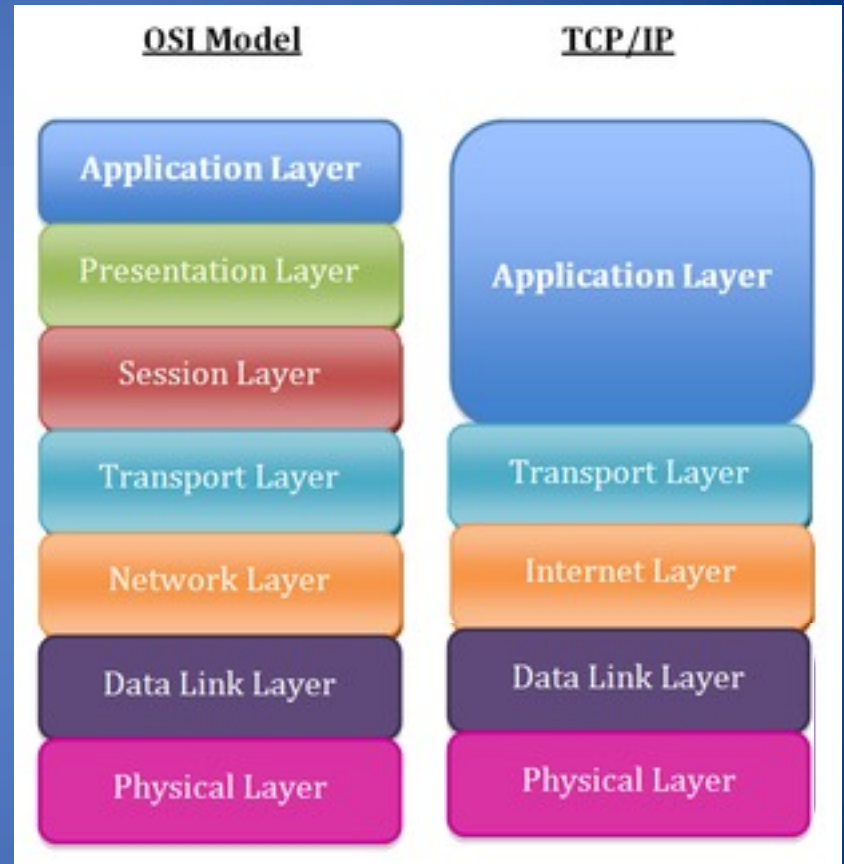 OSI Model
Application Layer
Presentation Layer
Session Layer
Transport Layer
Network Layer
Data Link Layer
Physical Layer
TCP/IP
Application Layer
Transport Layer
Internet Layer
Data Link Layer
Physical Layer